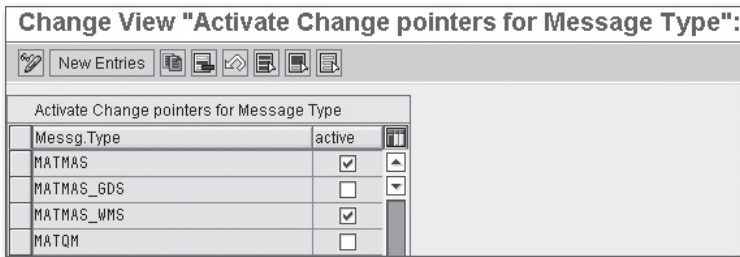 Change View "Activate Change pointers for Message Type":
New Entries
Activate Change pointers for Message Type
Messg.Type active
MATMAS
MATMAS_GDS
MATMAS_WMS
MATQM